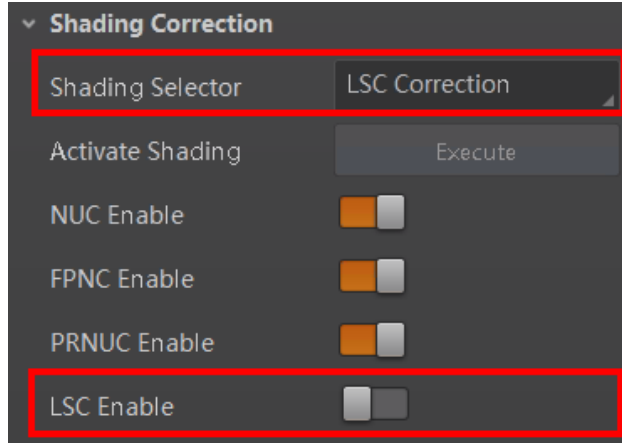 Shading Correction
Shading Selector LSC Correction
Activate Shading Execute
NUC Enable
FPNC Enable
PRNUC Enable
LSC Enable